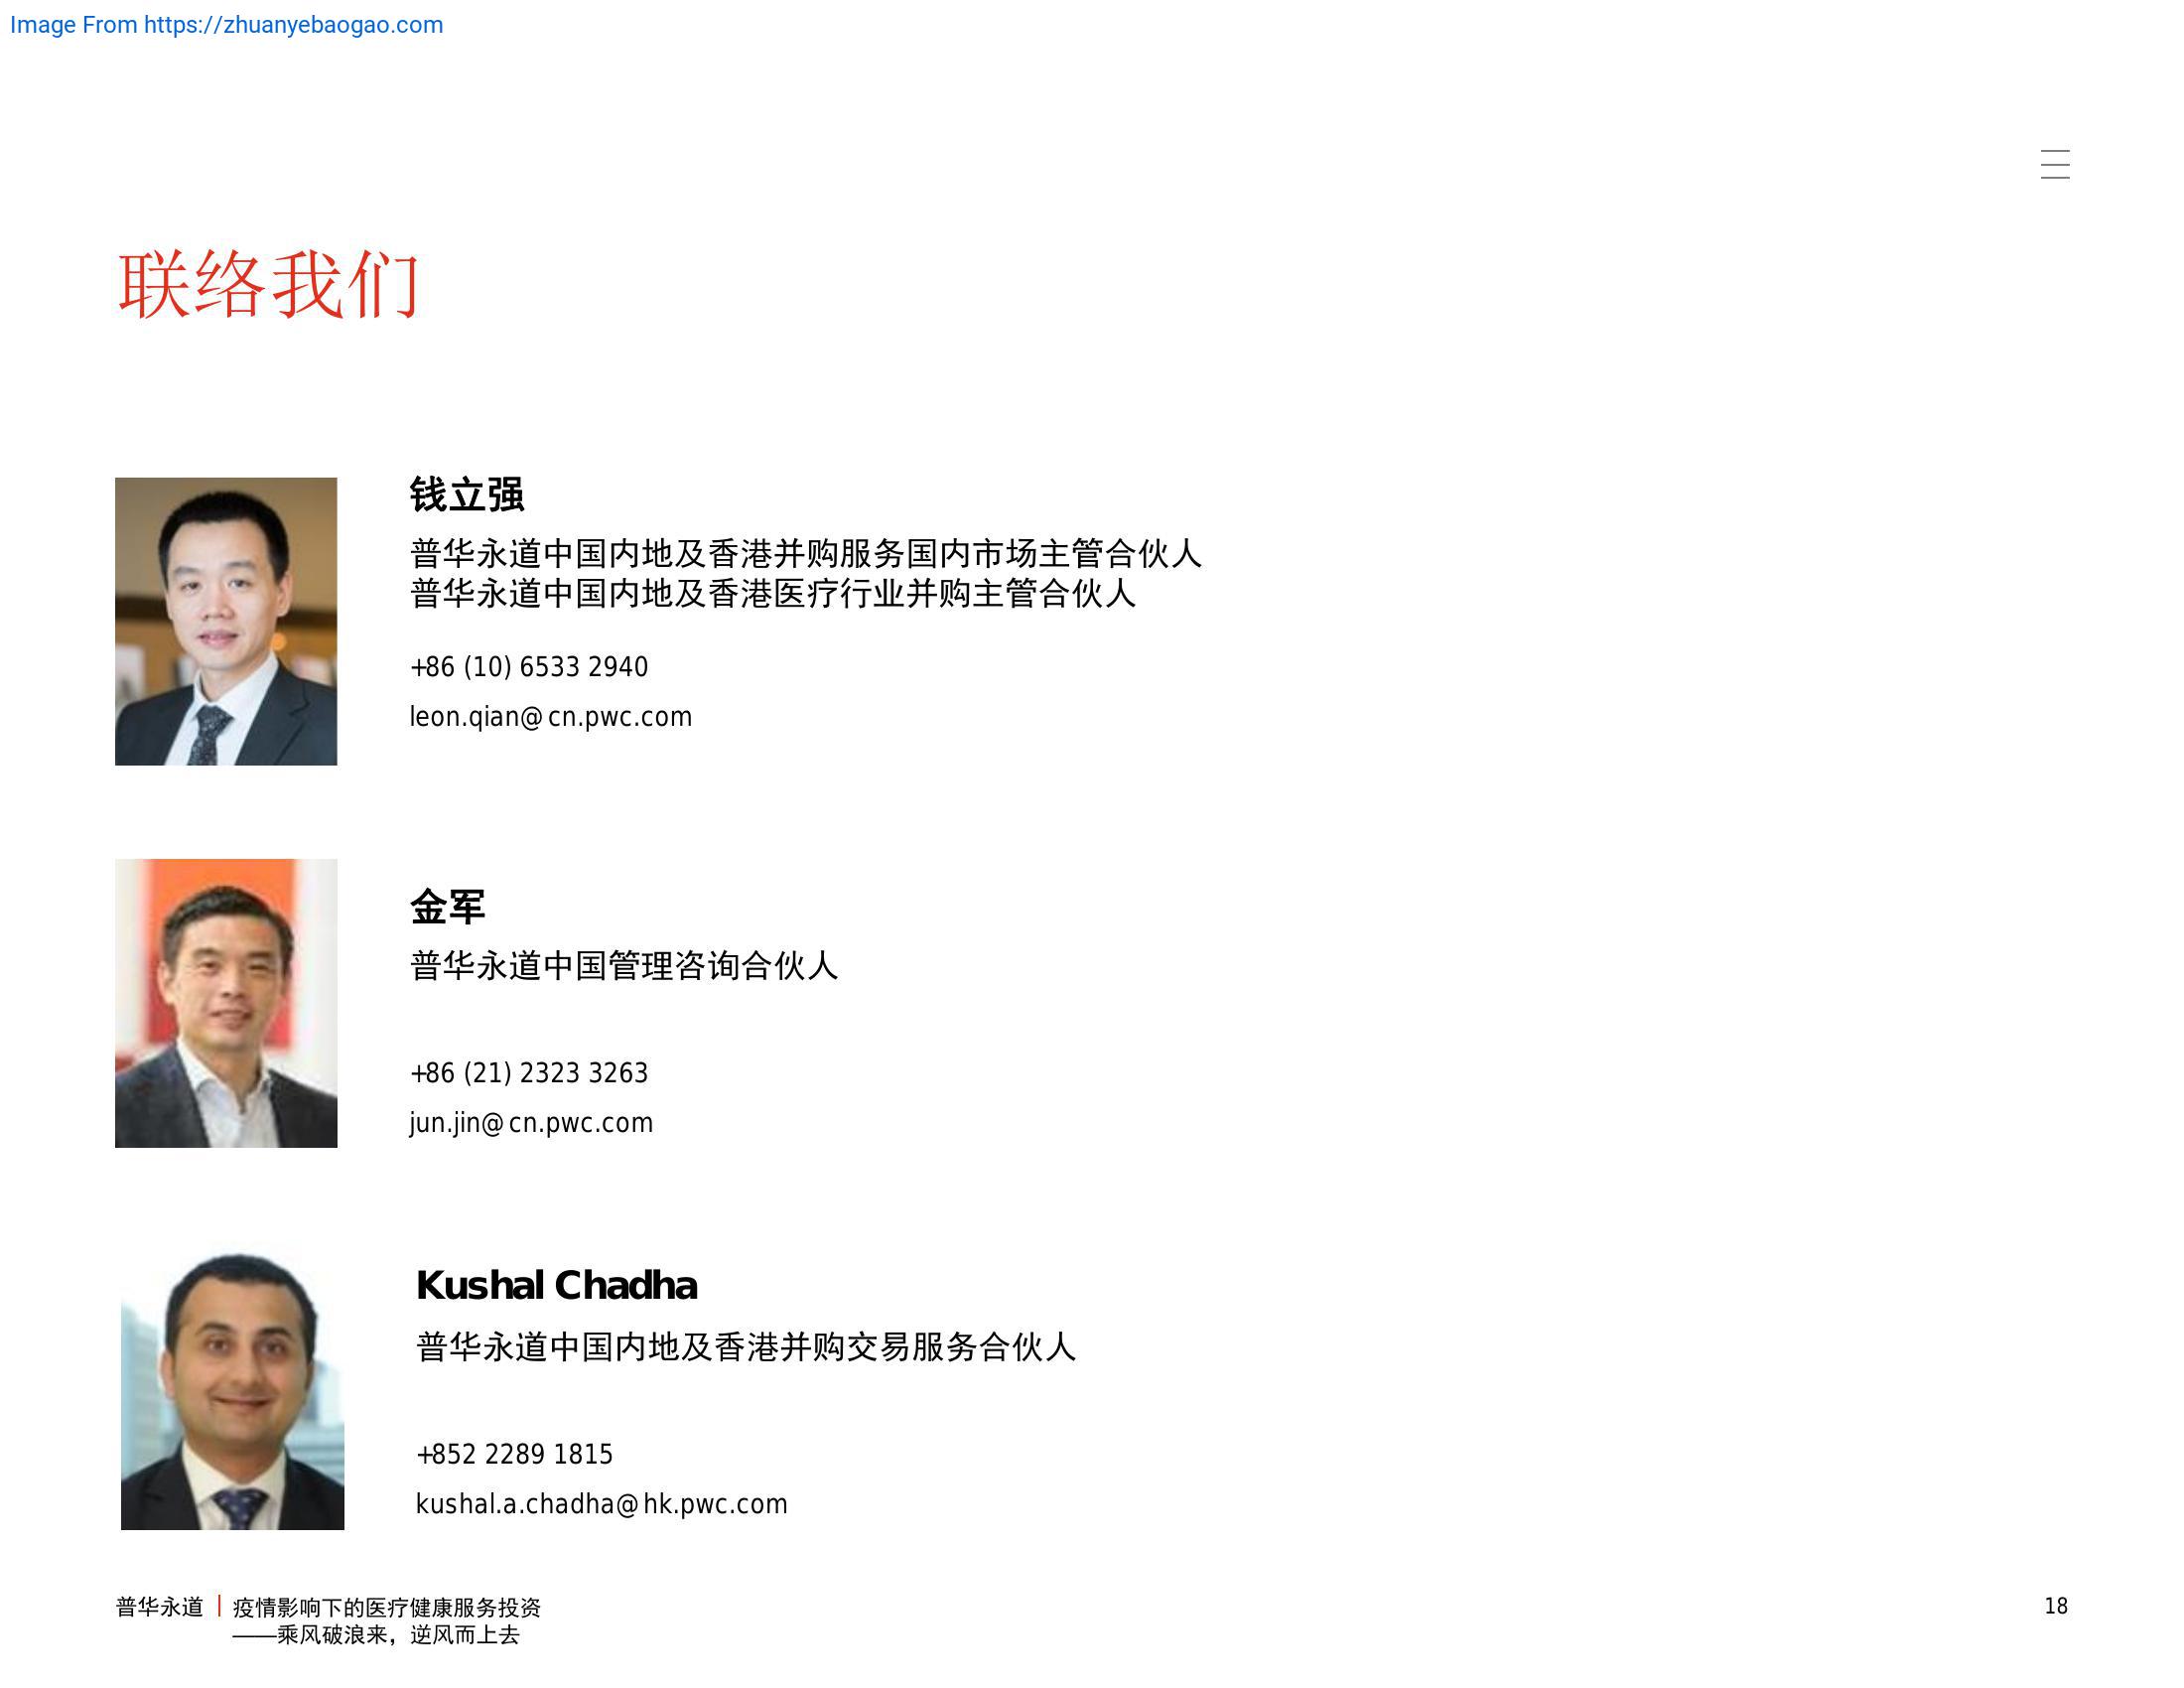 Image From https://zhuanyebaogao.com
联络我们
钱立强
普华永道中国内地及香港并购服务国内市场主管合伙人
普华永道中国内地及香港医疗行业并购主管合伙人
+86 (10) 6533 2940
leon.qian@cn.pwc.com
金军
普华永道中国管理咨询合伙人
+86 (21) 2323 3263
jun.jin@cn.pwc.com
Kushal Chadha
普华永道中国内地及香港并购交易服务合伙人
+852 2289 1815
kushal.a.chadha@hk.pwc.com
普华永道 | 疫情影响下的医疗健康服务投资
——乘风破浪来，逆风而上去
18